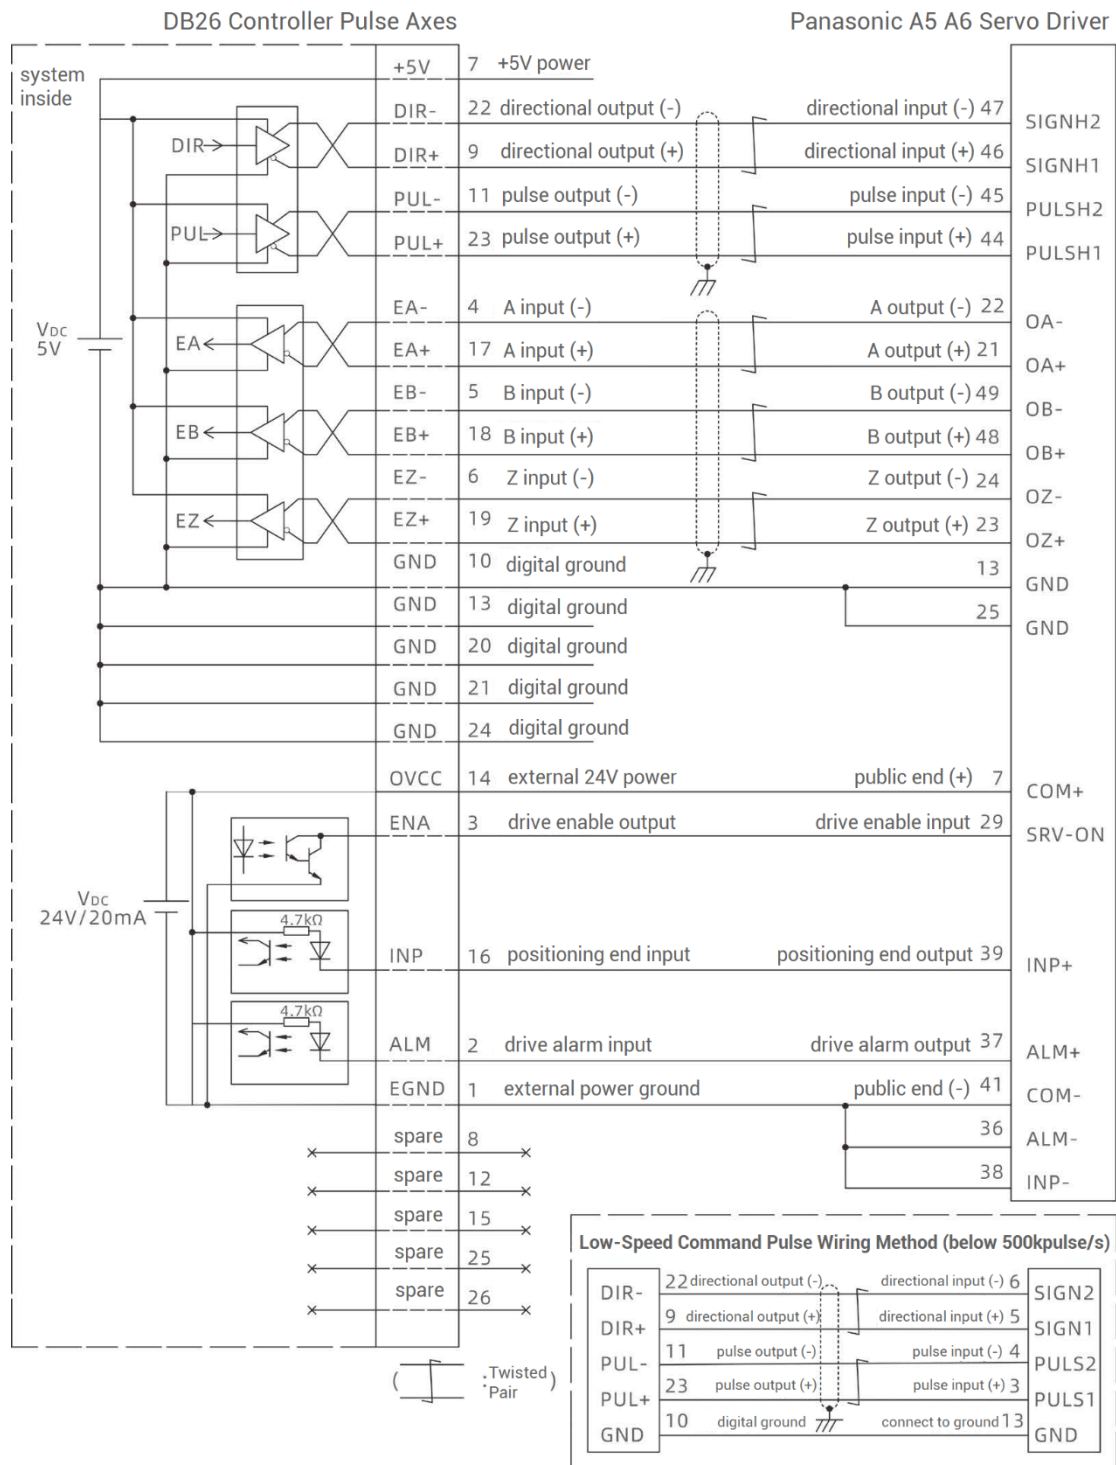 DB26 Controller Pulse Axes
Panasonic A5 A6 Servo Driver
system
inside
+5V 7 +5V power
DIR- 22 directional output (-) directional input (-) 47 SIGNH2
DIR
DIR+ 9 directional output (+) directional input (+) 46 SIGNH1
PUL- 11 pulse output (-) pulse input (-) 45 PULSH2
PUL
PUL+ 23 pulse output (+) pulse input (+) 44 PULSH1
EA- 4 A input (-) A output (-) 22 OA-
VDC
5V
EA
EA+ 17 A input (+) A output (+) 21 OA+
EB- 5 B input (-) B output (-) 49 OB-
EB
EB+ 18 B input (+) B output (+) 48 OB+
EZ- 6 Z input (-) Z output (-) 24 OZ-
EZ
EZ+ 19 Z input (+) Z output (+) 23 OZ+
GND 10 digital ground 13 GND
GND 13 digital ground 25 GND
GND 20 digital ground
GND 21 digital ground
GND 24 digital ground
OVCC 14 external 24V power public end (+) 7 COM+
ENA 3 drive enable output drive enable input 29 SRV-ON
VDC
24V/20mA
4.7kΩ
INP 16 positioning end input positioning end output 39 INP+
4.7kΩ
ALM 2 drive alarm input drive alarm output 37 ALM+
EGND 1 external power ground public end (-) 41 COM-
36 ALM-
38 INP-
spare 8
spare 12
spare 15
spare 25
spare 26
( :Twisted )
Pair
Low-Speed Command Pulse Wiring Method (below 500kpulse/s)
DIR- 22 directional output (-) directional input (-) 6 SIGN2
DIR+ 9 directional output (+) directional input (+) 5 SIGN1
PUL- 11 pulse output (-) pulse input (-) 4 PULS2
PUL+ 23 pulse output (+) pulse input (+) 3 PULS1
GND 10 digital ground connect to ground 13 GND